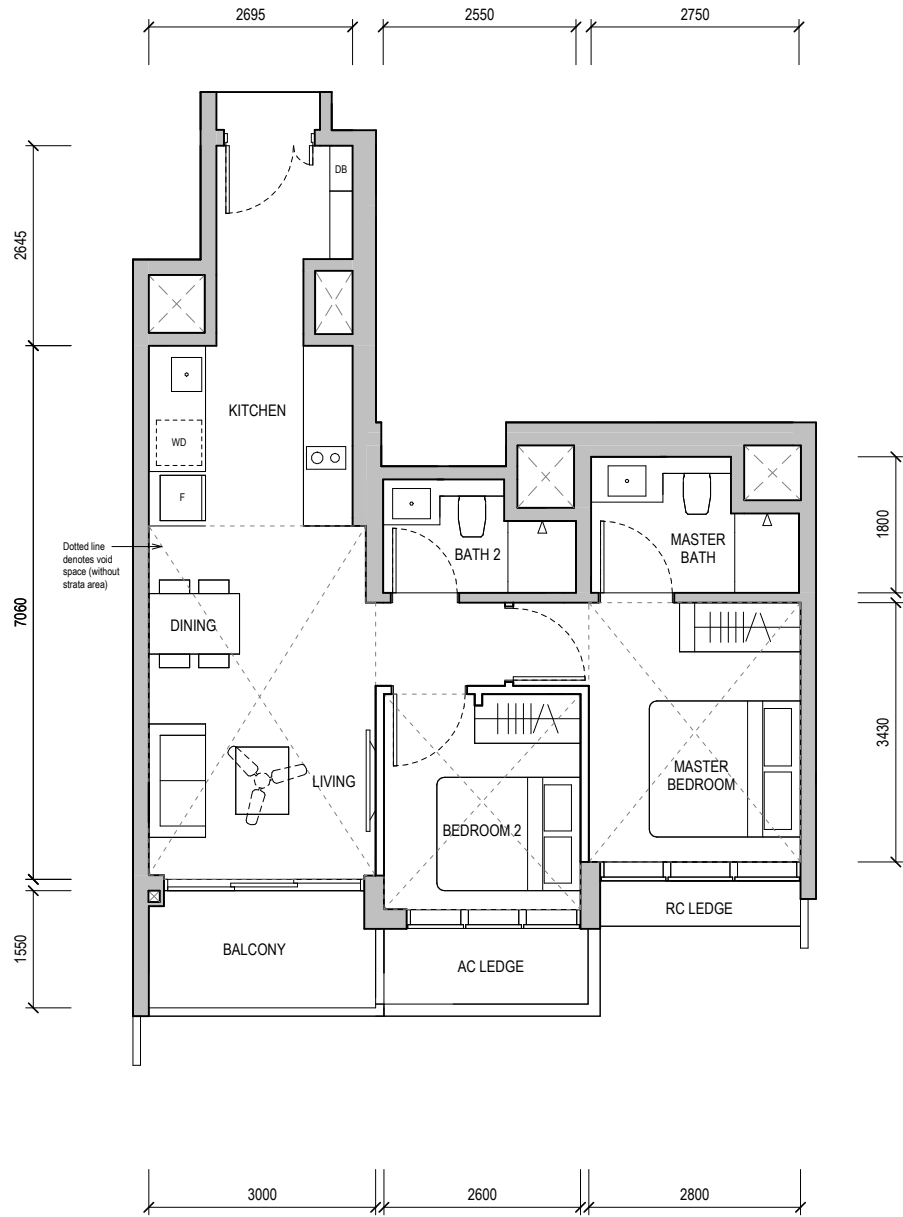 2695
2550
2750
DB
2645
KITCHEN
WD
F
BATH 2
MASTER
BATH
1800
Dotted line
denotes void
space (without
strata area)
7060
DINING
3430
LIVING
MASTER
BEDROOM
BEDROOM 2
RC LEDGE
BALCONY
AC LEDGE
1550
3000
2600
2800